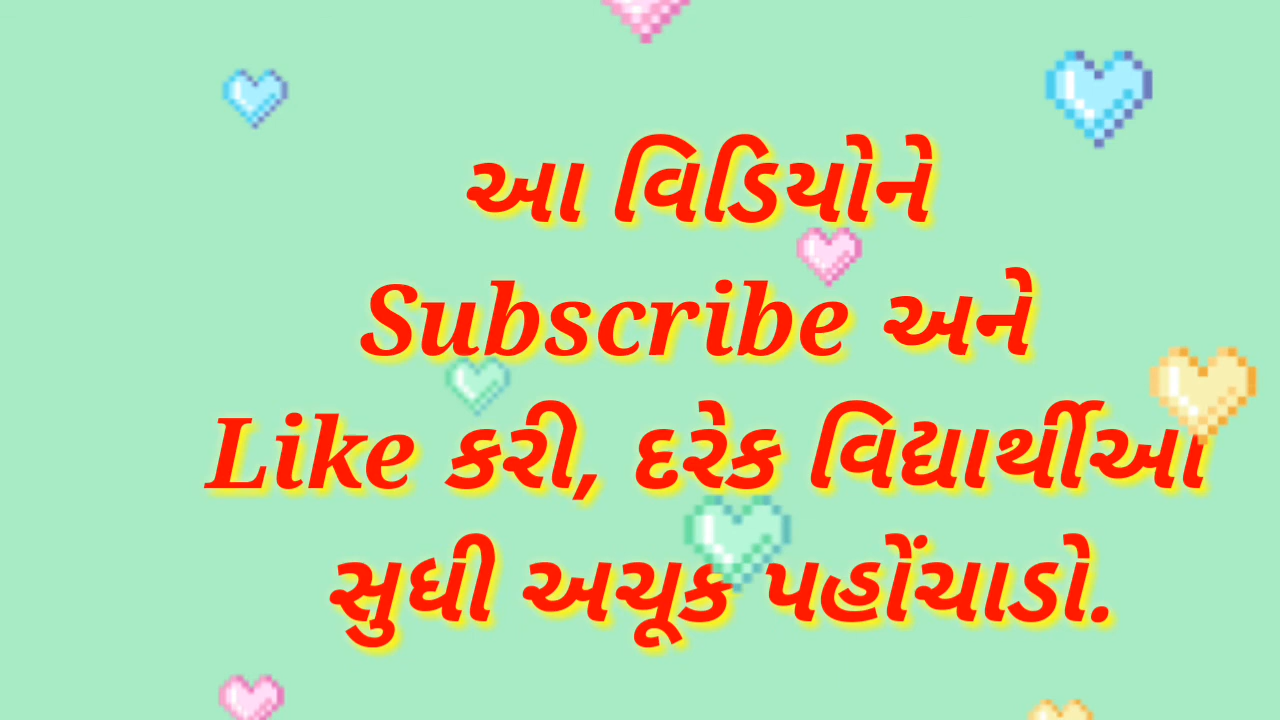 આ વિડિયોને
Subscribe અને
Like કરી, દરેક વિદ્યાર્થીઆ
સુધી અચૂક પહોંચાડો.